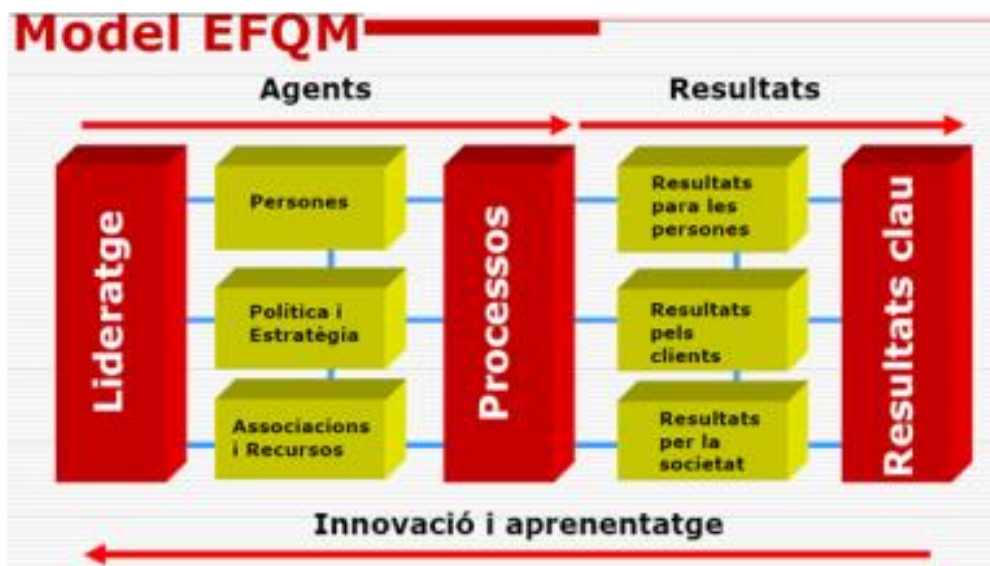 Model EFQM
Agents
Resultats
Lideratge
Persones
Política i
Estratègia
Associacions
i Recursos
Processos
Resultats
para les
persones
Resultats
pels
clients
Resultats
per la
societat
Resultats clau
Innovació i aprenentatge